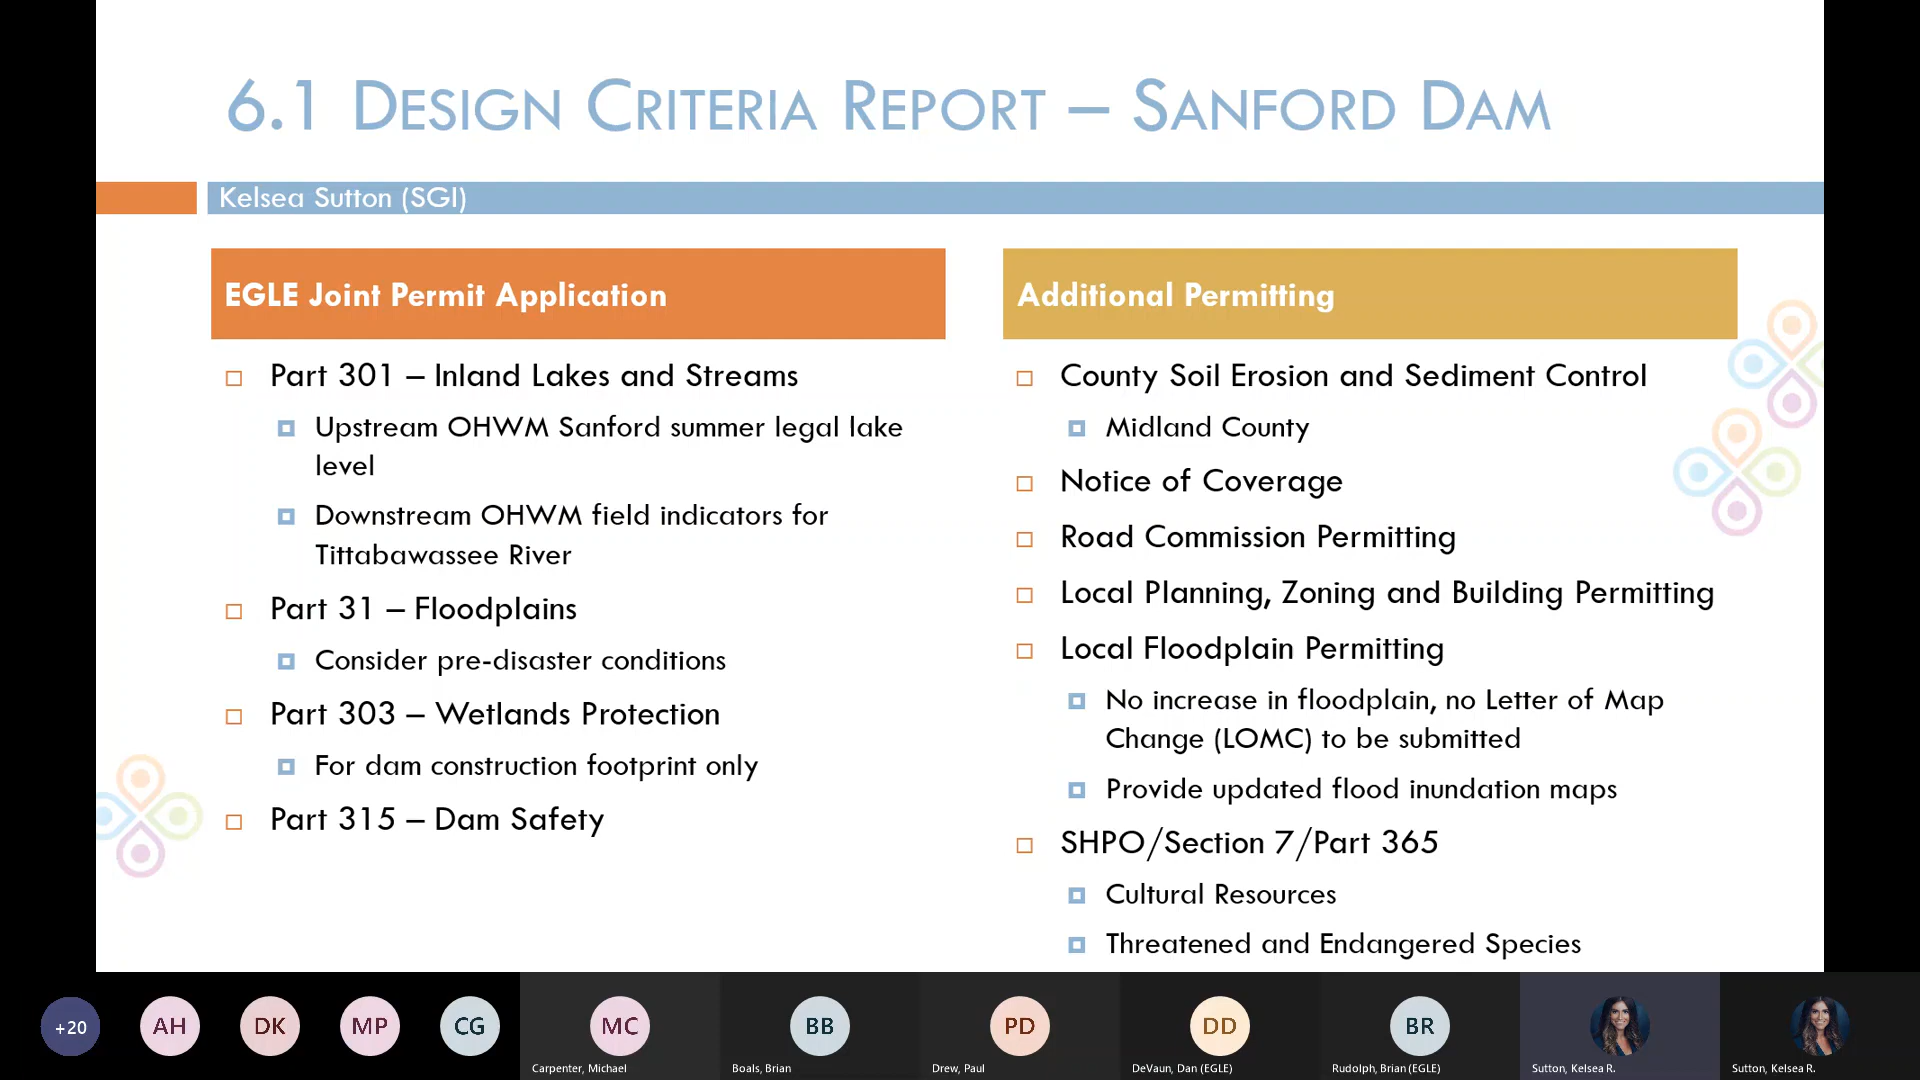 6.1 DESIGN CRITERIA REPORT – SANFORD DAM
Kelsea Sutton (SGI)
EGLE Joint Permit Application
Part 301 – Inland Lakes and Streams
Upstream OHWM Sanford summer legal lake
level
Downstream OHWM field indicators for
Tittabawassee River
Part 31 – Floodplains
Consider pre-disaster conditions
Part 303 – Wetlands Protection
For dam construction footprint only
Part 315 – Dam Safety
Additional Permitting
County Soil Erosion and Sediment Control
Midland County
Notice of Coverage
Road Commission Permitting
Local Planning, Zoning and Building Permitting
Local Floodplain Permitting
No increase in floodplain, no Letter of Map
Change (LOMC) to be submitted
Provide updated flood inundation maps
SHPO/Section 7/Part 365
Cultural Resources
Threatened and Endangered Species
+20
AH
DK
MP
CG
MC
Carpenter, Michael
BB
Boals, Brian
PD
Drew, Paul
DD
DeVaun, Dan (EGLE)
BR
Rudolph, Brian (EGLE)
Sutton, Kelsea R.
Sutton, Kelsea R.